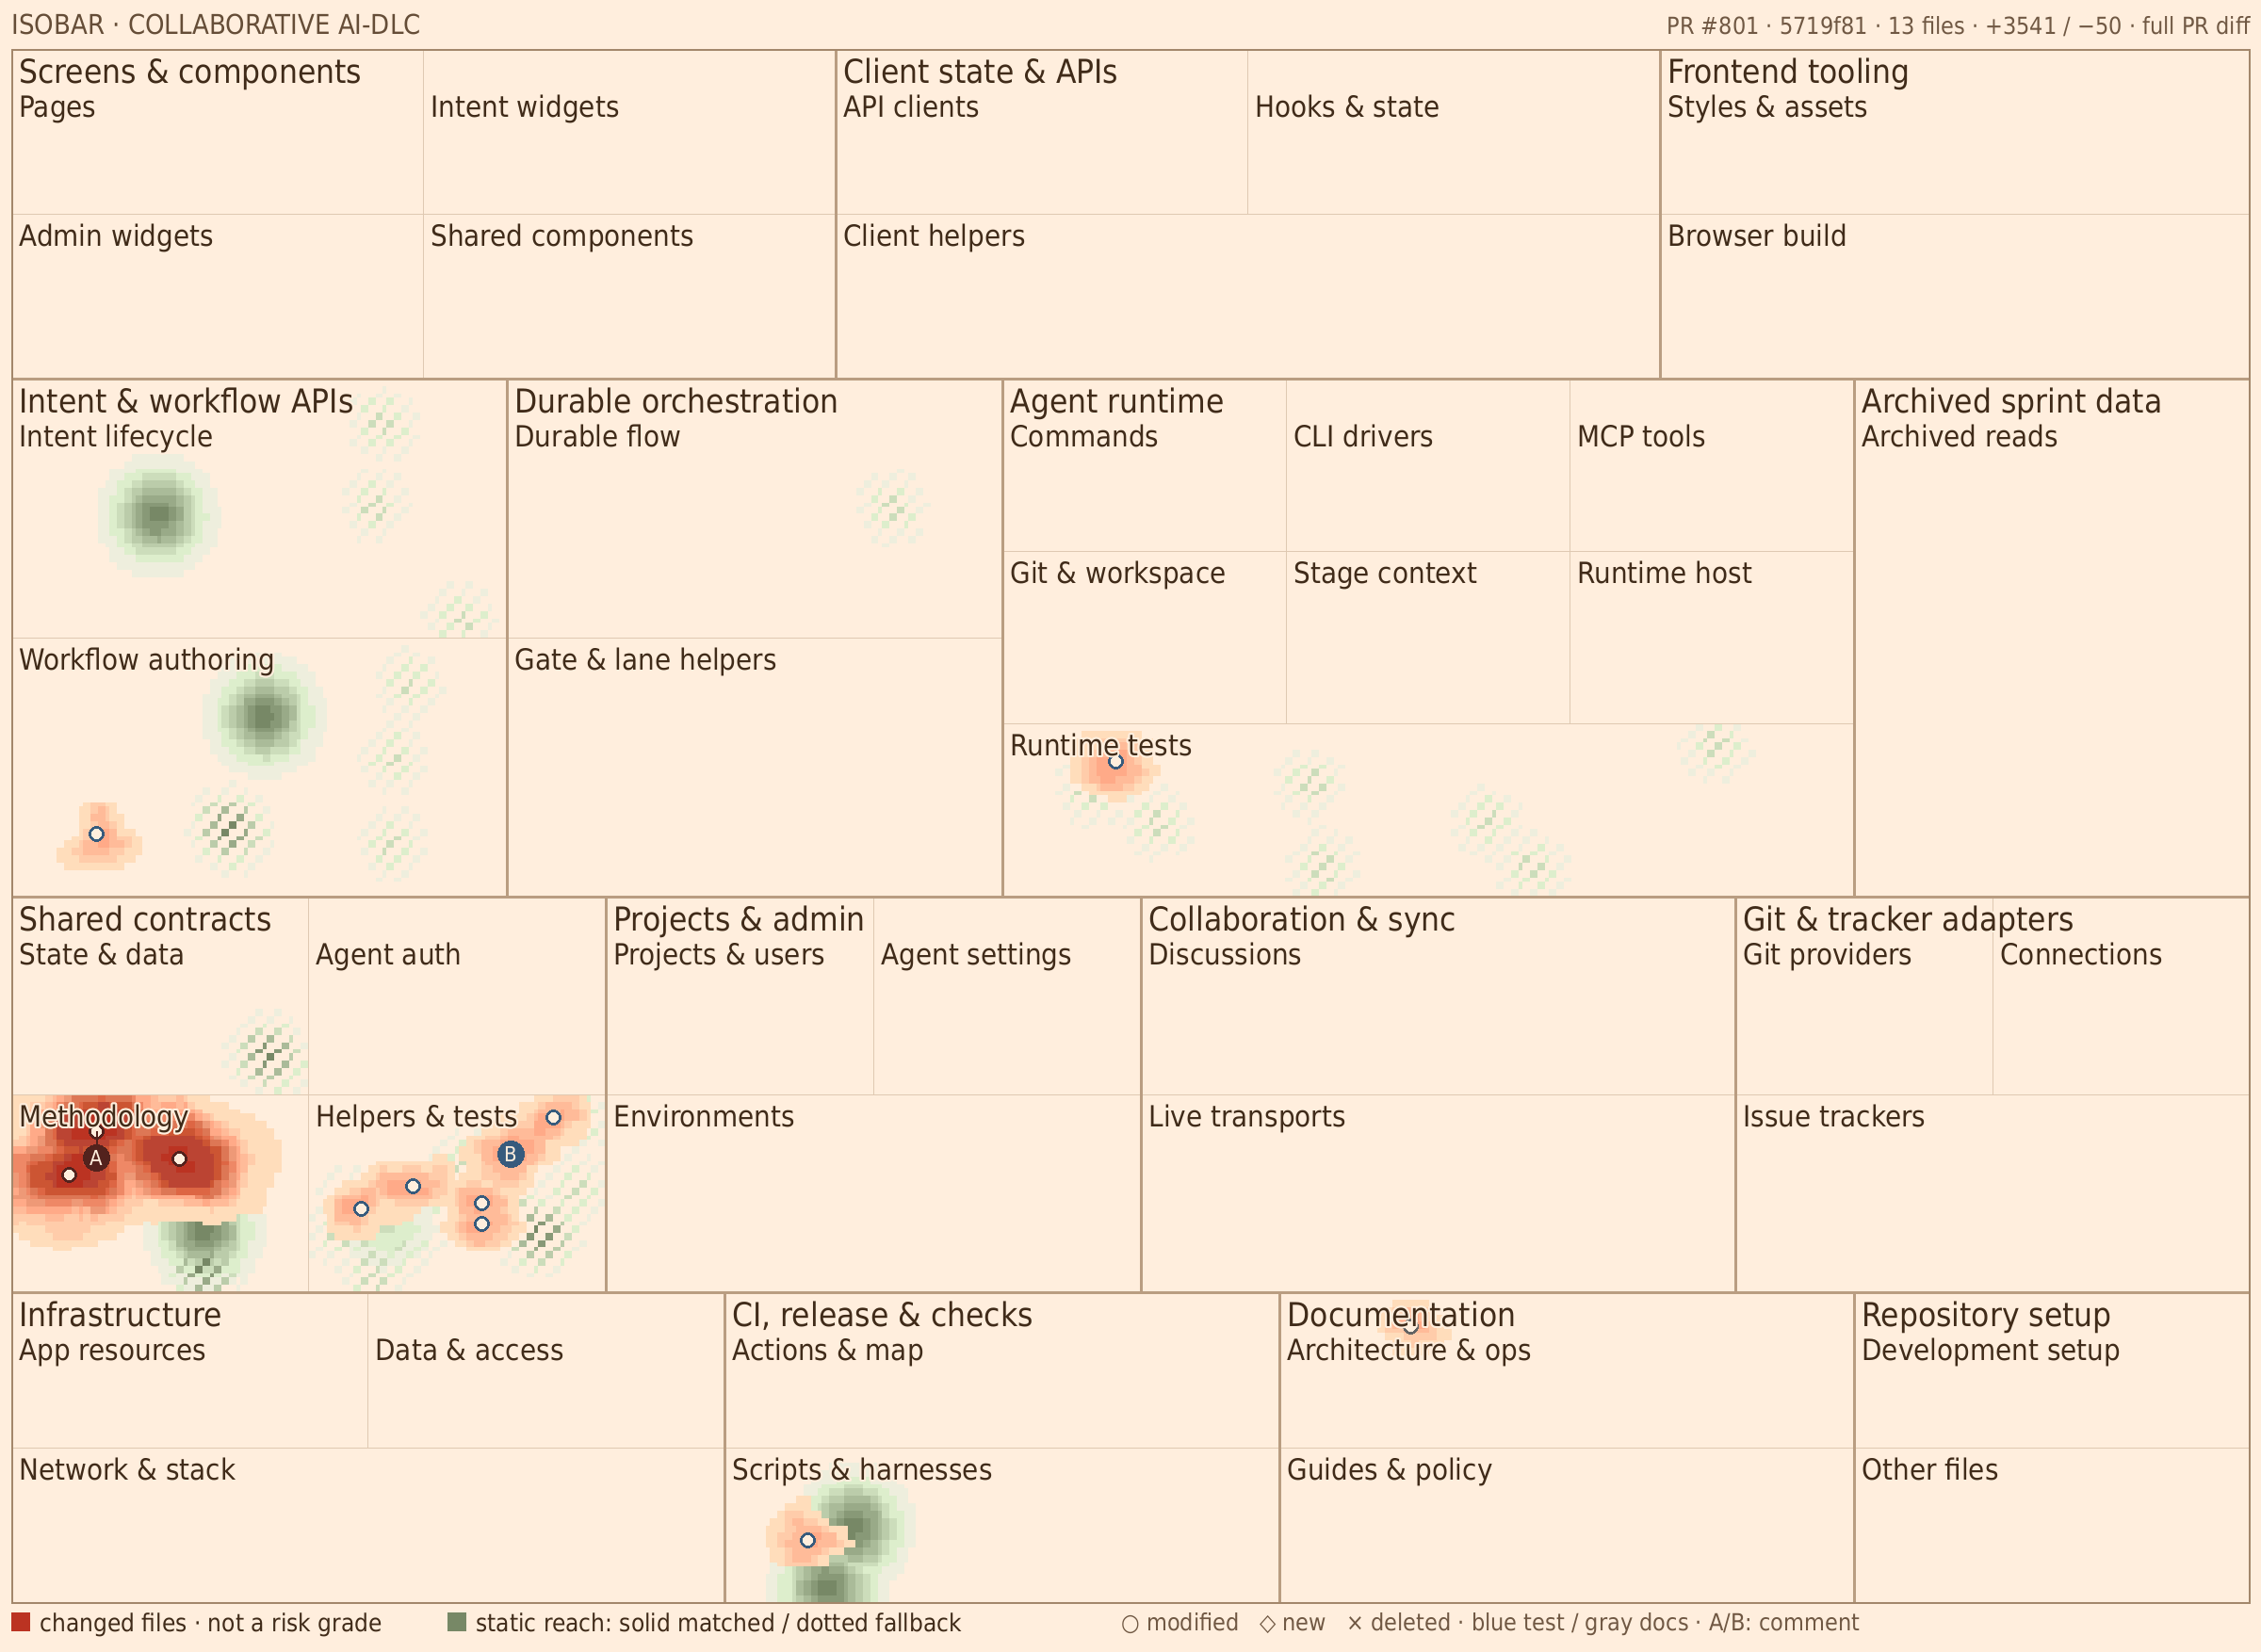 ISOBAR · COLLABORATIVE AI-DLC
PR #801 · 5719f81 · 13 files · +3541 / −50 · full PR diff
Screens & components
Pages
Intent widgets
Client state & APIs
API clients
Hooks & state
Frontend tooling
Styles & assets
Admin widgets
Shared components
Client helpers
Browser build
Intent & workflow APIs
Intent lifecycle
Durable orchestration
Durable flow
Agent runtime
Commands
CLI drivers
MCP tools
Archived sprint data
Archived reads
Git & workspace
Stage context
Runtime host
Workflow authoring
Gate & lane helpers
Runtime tests
Shared contracts
State & data
Agent auth
Projects & admin
Projects & users
Agent settings
Collaboration & sync
Discussions
Git & tracker adapters
Git providers
Connections
Methodology
A
Helpers & tests
B
Environments
Live transports
Issue trackers
Infrastructure
App resources
Data & access
CI, release & checks
Actions & map
Documentation
Architecture & ops
Repository setup
Development setup
Network & stack
Scripts & harnesses
Guides & policy
Other files
changed files · not a risk grade
static reach: solid matched / dotted fallback
○ modified ◇ new × deleted · blue test / gray docs · A/B: comment